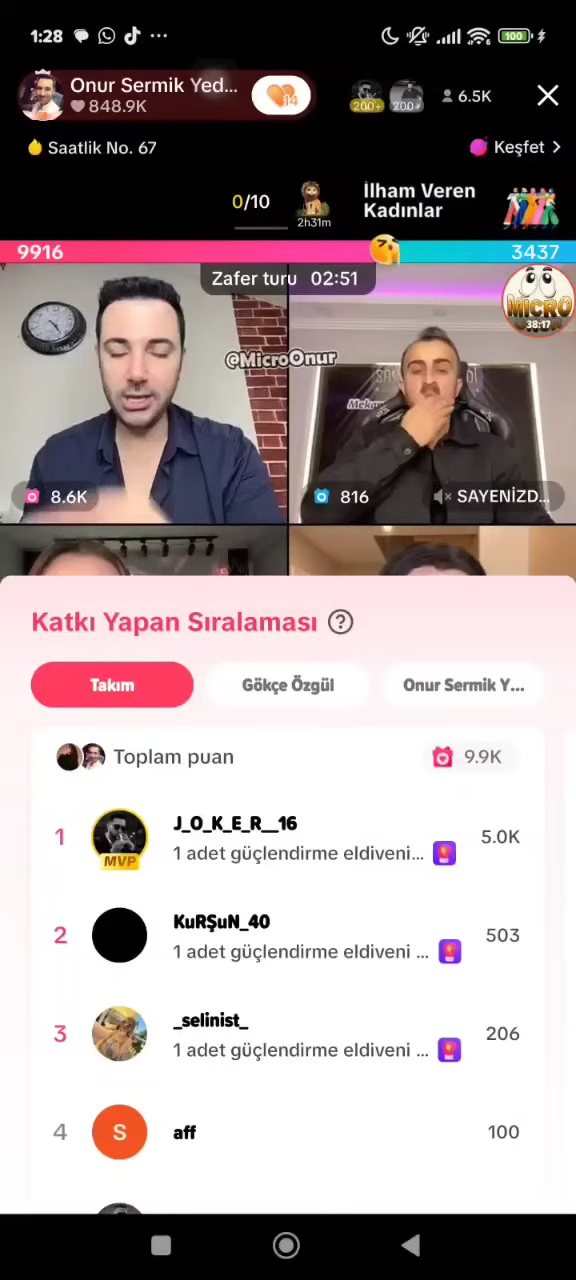 1:28
100
Onur Sermik Yed...
848.9K
14
200+
200+
6.5K
Saatlik No. 67
Keşfet >
0/10
2h31m
İlham Veren
Kadınlar
9916
3437
Zafer turu 02:51
MICRO
38:17
@MicroOnur
8.6K
816
SAYENİZD...
Katkı Yapan Sıralaması ?
Takım
Gökçe Özgül
Onur Sermik Y...
Toplam puan
9.9K
1
J_O_K_E_R__16
5.0K
MVP
1 adet güçlendirme eldiveni...
2
KuRŞuN_40
503
1 adet güçlendirme eldiveni ...
3
_selinist_
206
1 adet güçlendirme eldiveni ...
4
S
aff
100